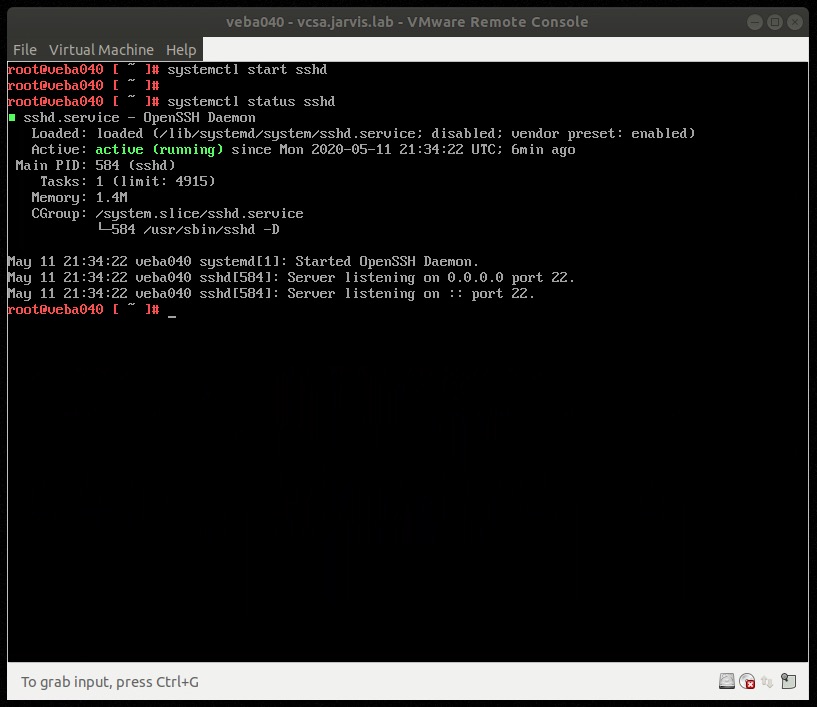 veba040 - vcsa.jarvis.lab - VMware Remote Console
File Virtual Machine Help
root@veba040 [ ~ ]# systemctl start sshd
root@veba040 [ ~ ]#
root@veba040 [ ~ ]# systemctl status sshd
■ sshd.service - OpenSSH Daemon
   Loaded: loaded (/lib/systemd/system/sshd.service; disabled; vendor preset: enabled)
   Active: active (running) since Mon 2020-05-11 21:34:22 UTC; 6min ago
 Main PID: 584 (sshd)
    Tasks: 1 (limit: 4915)
   Memory: 1.4M
   CGroup: /system.slice/sshd.service
           └─584 /usr/sbin/sshd -D
May 11 21:34:22 veba040 systemd[1]: Started OpenSSH Daemon.
May 11 21:34:22 veba040 sshd[584]: Server listening on 0.0.0.0 port 22.
May 11 21:34:22 veba040 sshd[584]: Server listening on :: port 22.
root@veba040 [ ~ ]# _
To grab input, press Ctrl+G